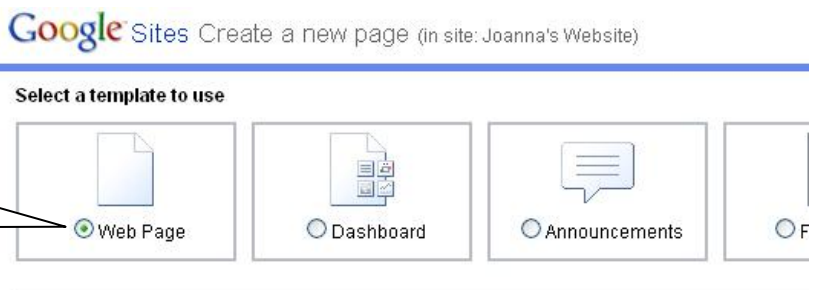 Google Sites Create a new page (in site: Joanna's Website)
Select a template to use
Web Page Dashboard Announcements F